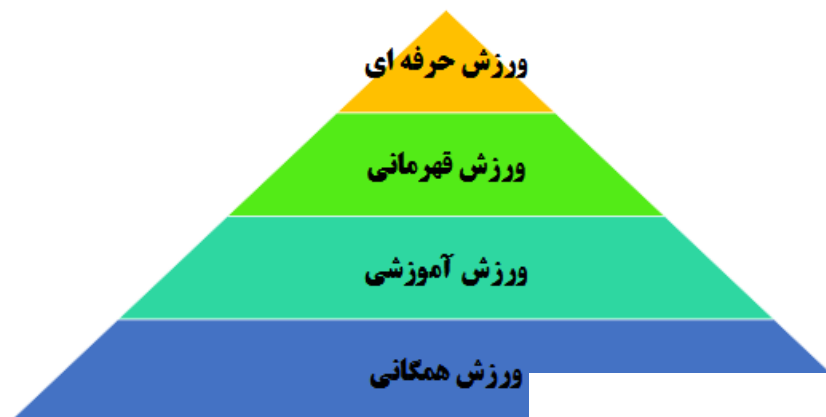 ورزش حرفه ای
ورزش قهرمانی
ورزش آموزشی
ورزش همگانی